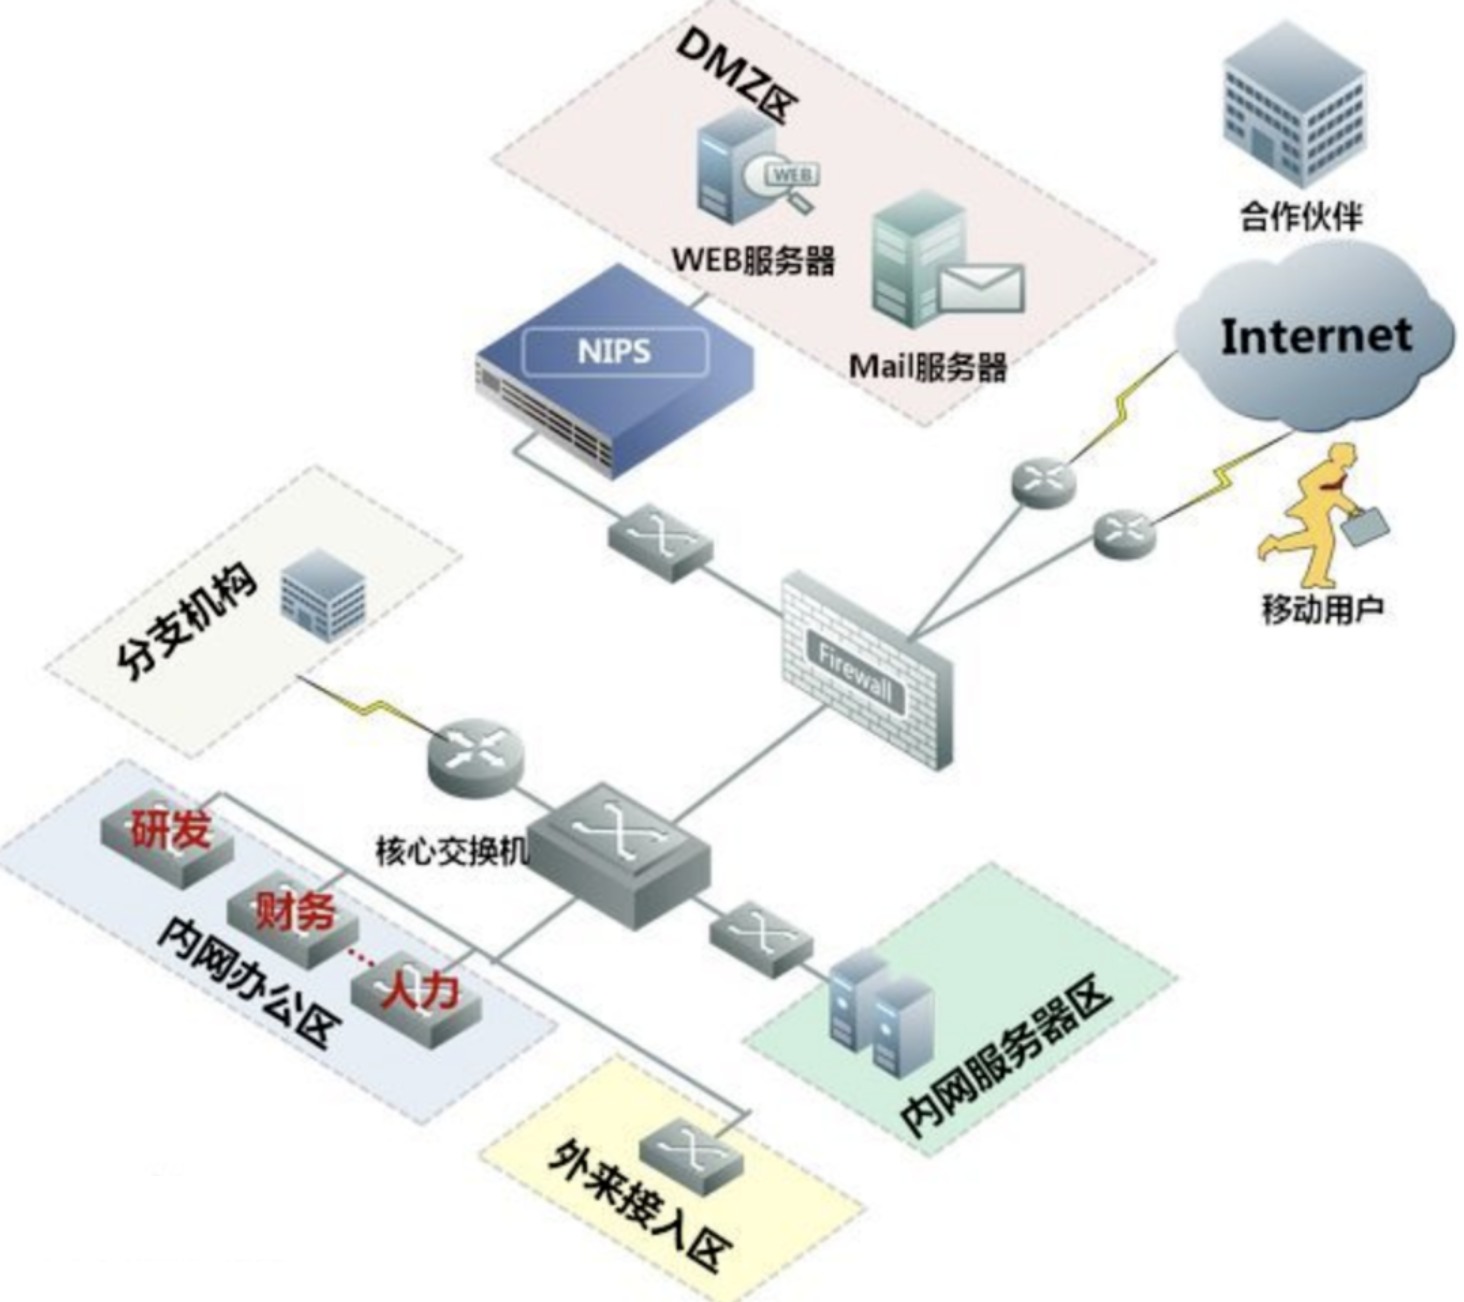 DMZ区
WEB
WEB服务器
Mail服务器
合作伙伴
Internet
移动用户
NIPS
Firewall
分支机构
核心交换机
研发
财务
人力
内网办公区
内网服务器区
外来接入区